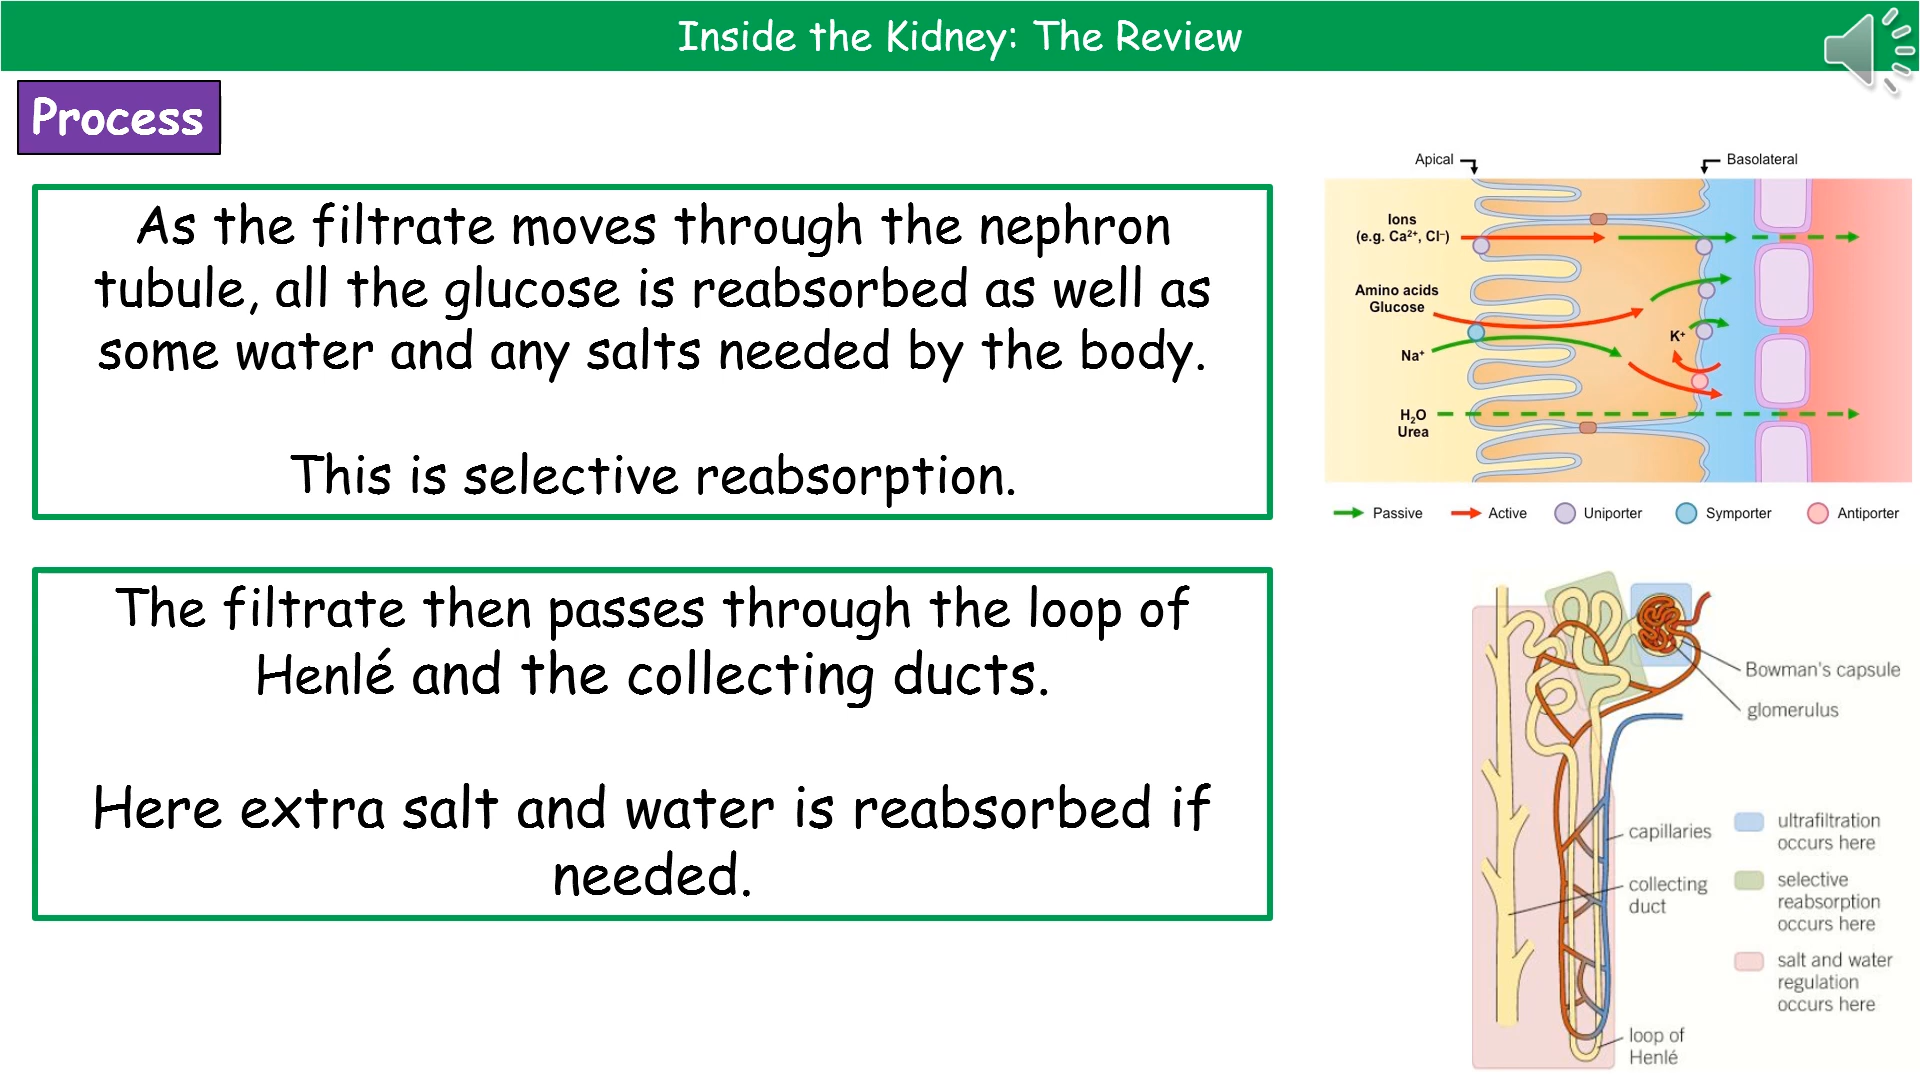 Inside the Kidney: The Review
Process
As the filtrate moves through the nephron
tubule, all the glucose is reabsorbed as well as
some water and any salts needed by the body.
This is selective reabsorption.
The filtrate then passes through the loop of
Henlé and the collecting ducts.
Here extra salt and water is reabsorbed if
needed.
Apical
Basolateral
Ions
(e.g. Ca²⁺, Cl⁻)
Amino acids
Glucose
K⁺
Na⁺
H₂O
Urea
Passive
Active
Uniporter
Symporter
Antiporter
Bowman's capsule
glomerulus
capillaries
collecting
duct
loop of
Henlé
ultrafiltration
occurs here
selective
reabsorption
occurs here
salt and water
regulation
occurs here